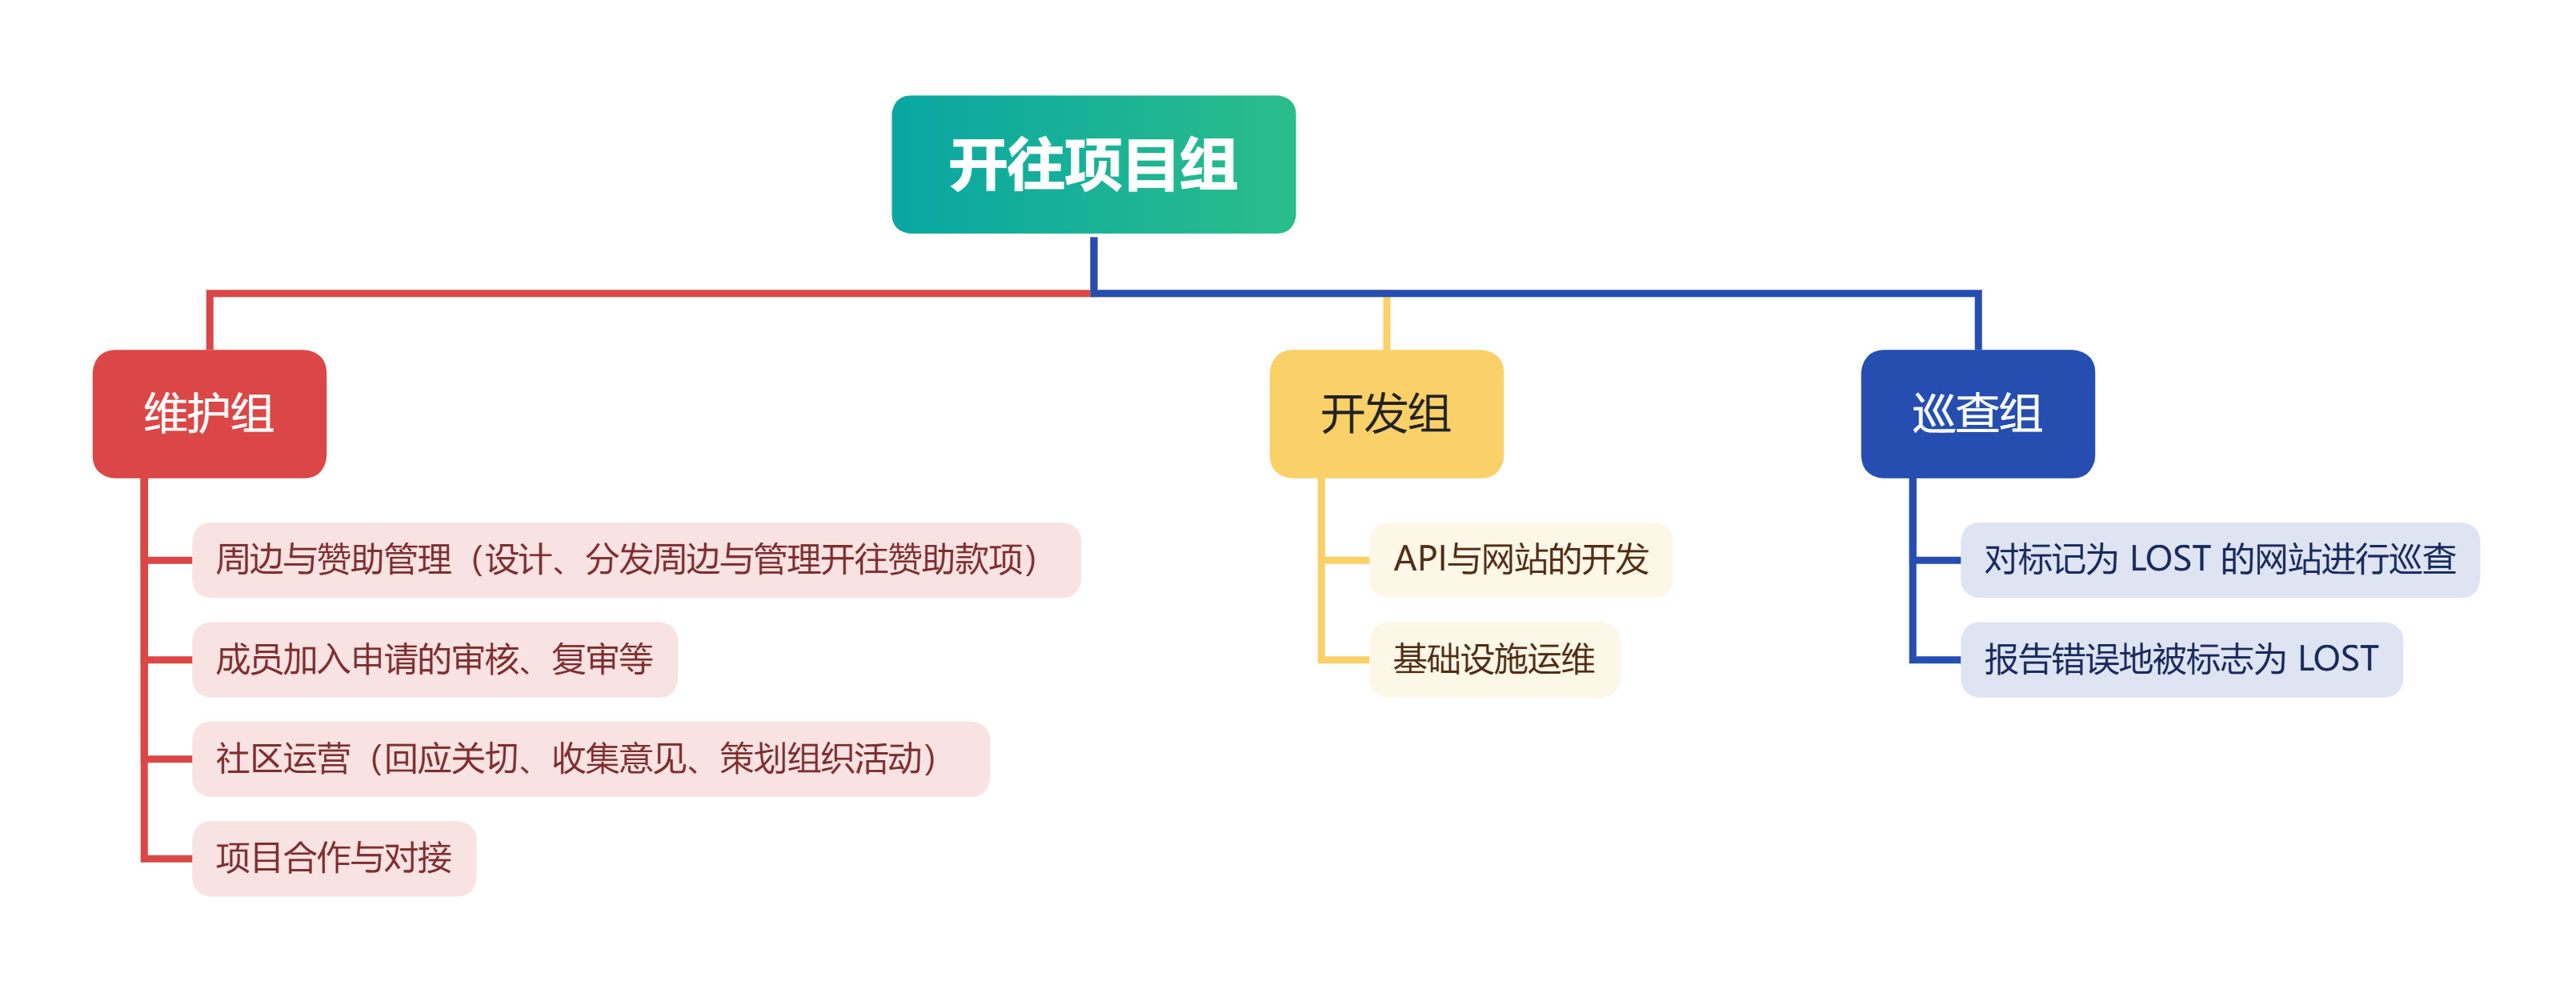 开往项目组
维护组
周边与赞助管理（设计、分发周边与管理开往赞助款项）
成员加入申请的审核、复审等
社区运营（回应关切、收集意见、策划组织活动）
项目合作与对接
开发组
API与网站的开发
基础设施运维
巡查组
对标记为 LOST 的网站进行巡查
报告错误地被标志为 LOST